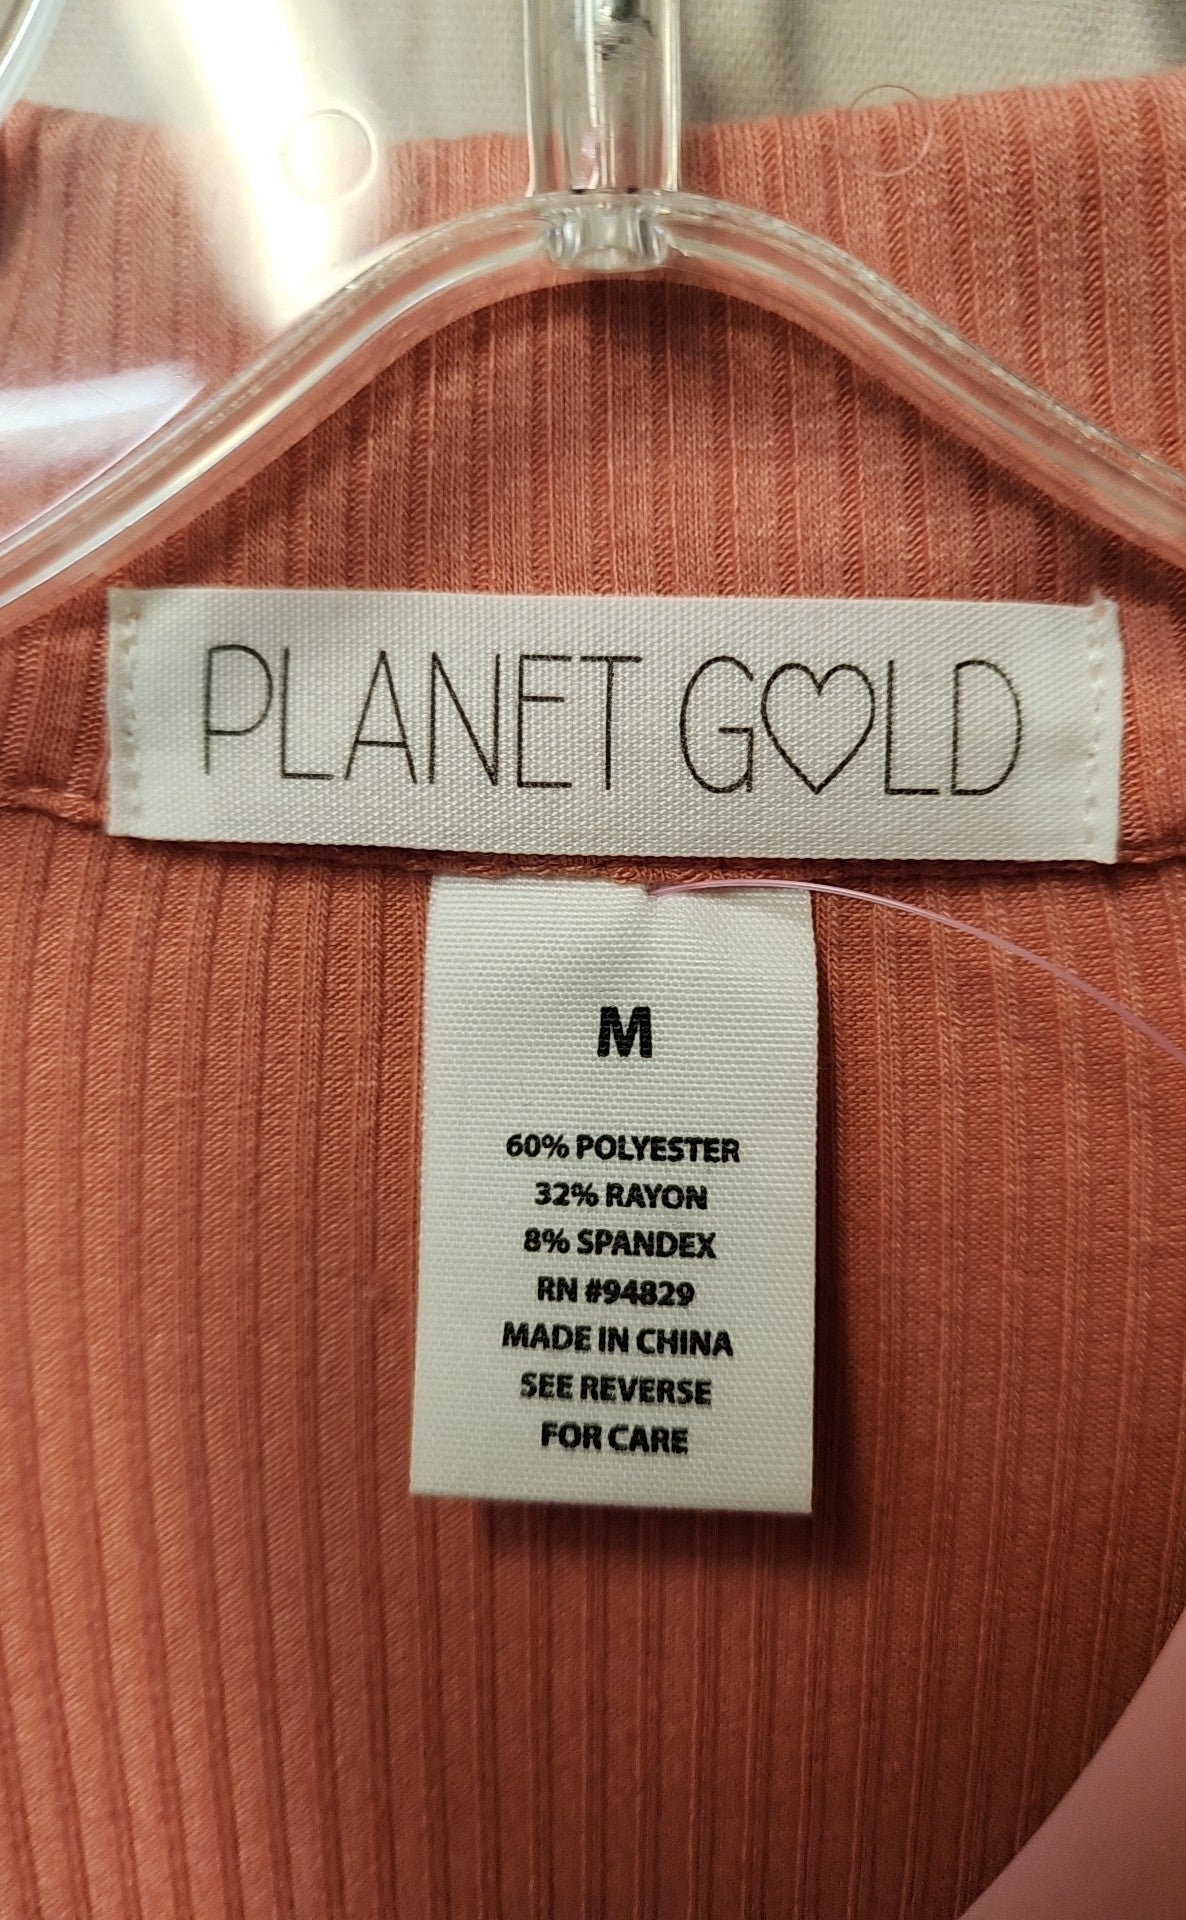 PLANET GOLD
M
60% POLYESTER
32% RAYON
8% SPANDEX
RN #94829
MADE IN CHINA
SEE REVERSE
FOR CARE